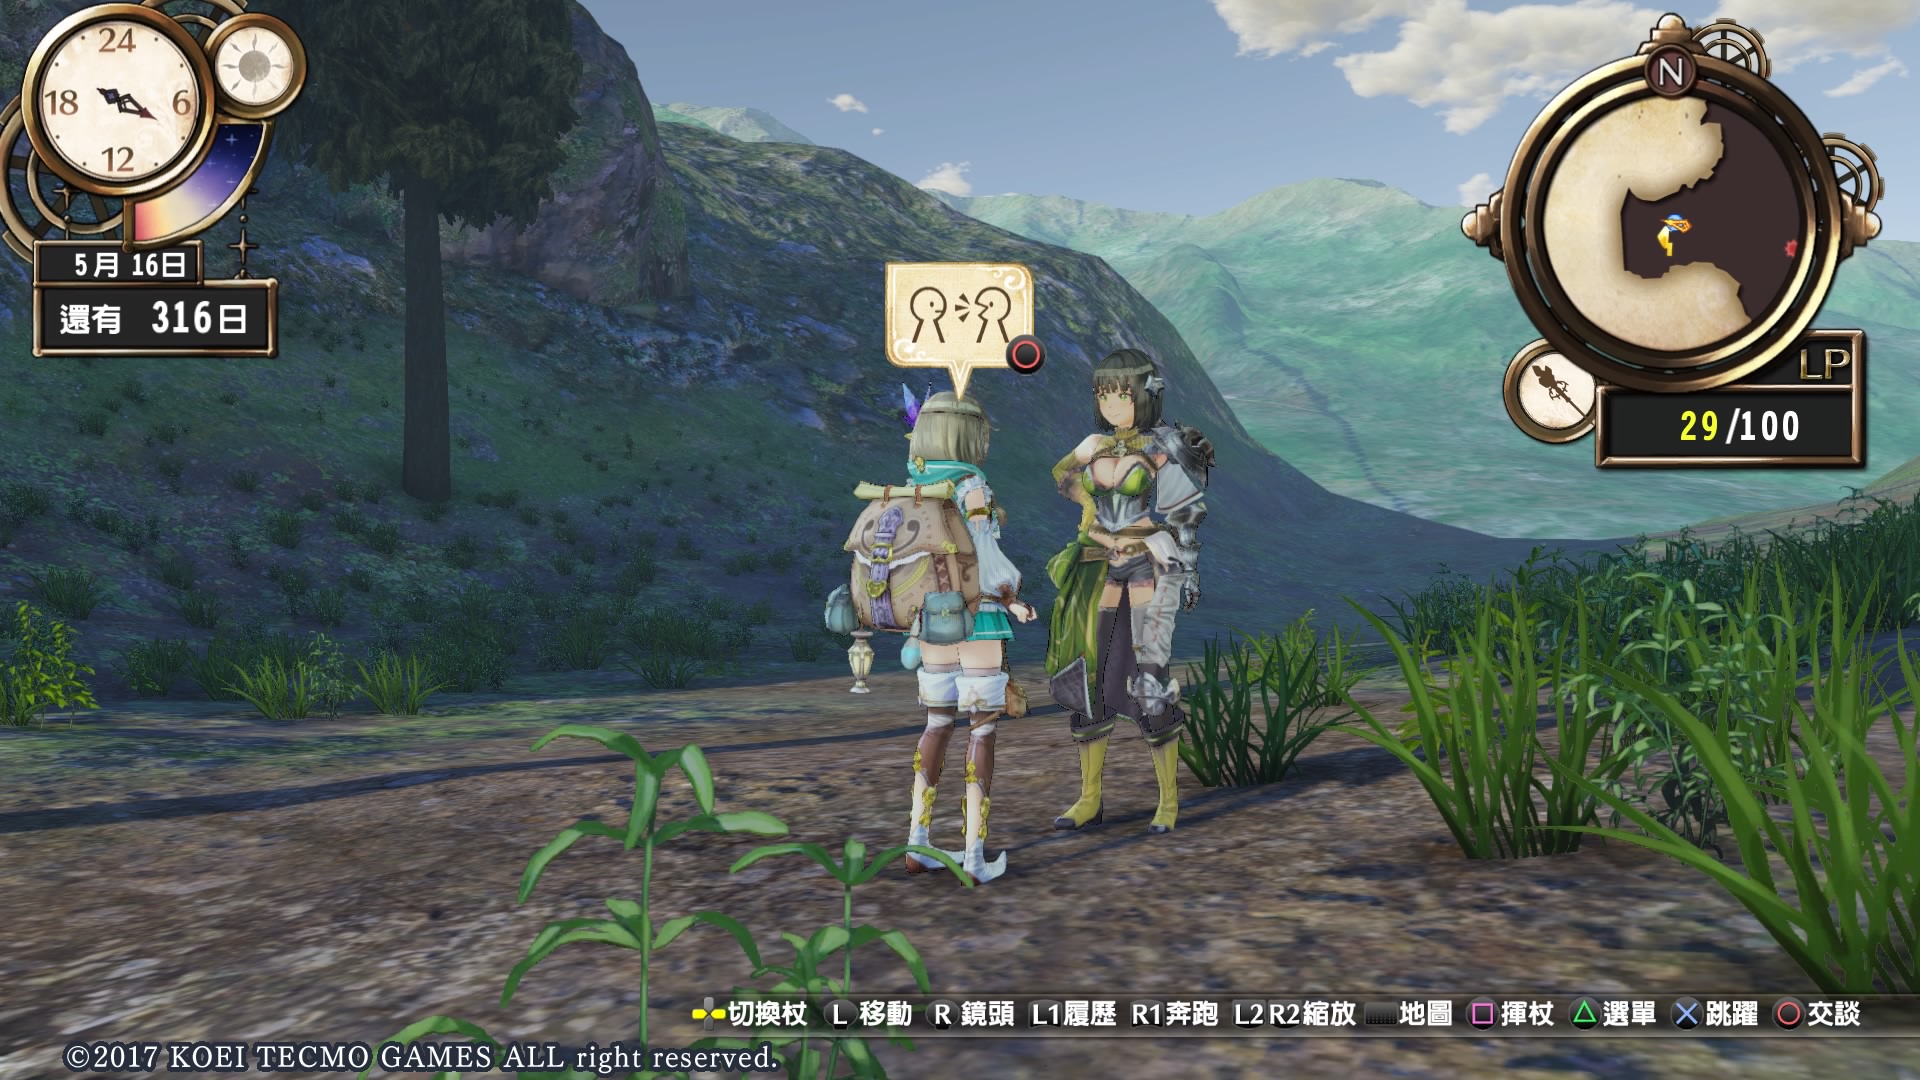 24
18
6
12
5月 16日
還有 316日
N
LP
29/100
切換杖 L 移動 R 鏡頭 L1 履歷 R1 奔跑 L2 R2 縮放 地圖 揮杖 選單 跳躍 交談
©2017 KOEI TECMO GAMES ALL right reserved.